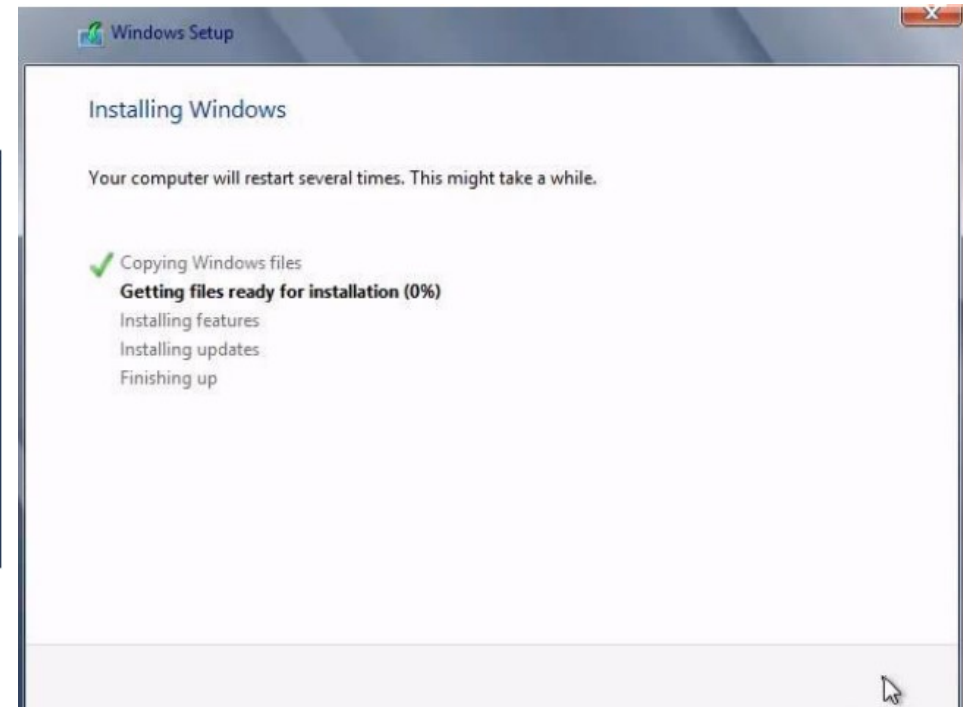 Windows Setup
Installing Windows
Your computer will restart several times. This might take a while.
Copying Windows files
Getting files ready for installation (0%)
Installing features
Installing updates
Finishing up